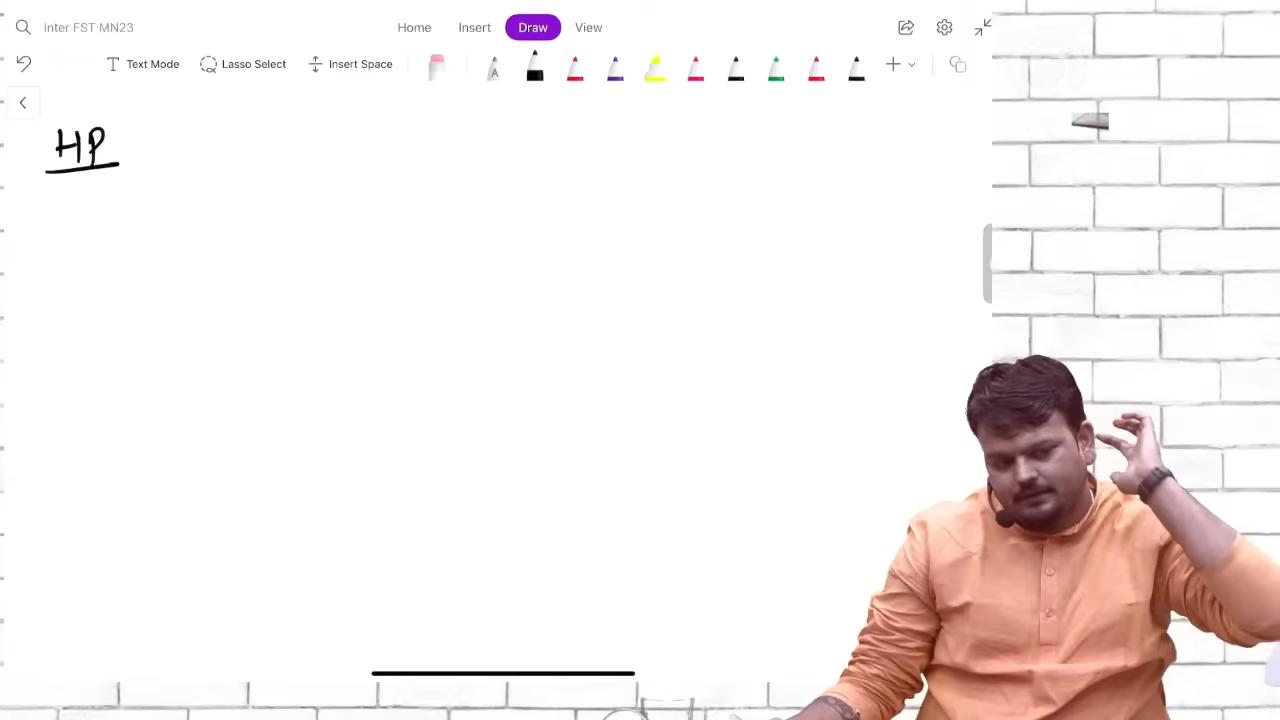 inter FST MN23
Home Insert Draw View
Text Mode Lasso Select Insert Space
A
HP